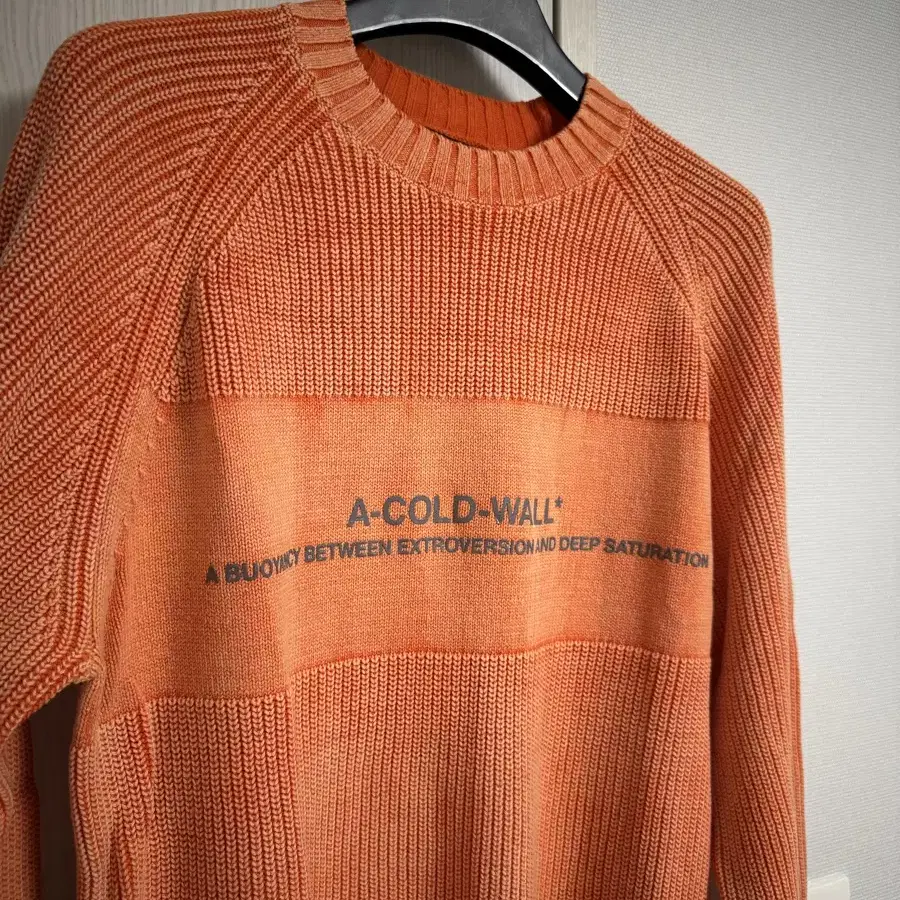 A-COLD-WALL*
A BUOYANCY BETWEEN EXTROVERSION AND DEEP SATURATION